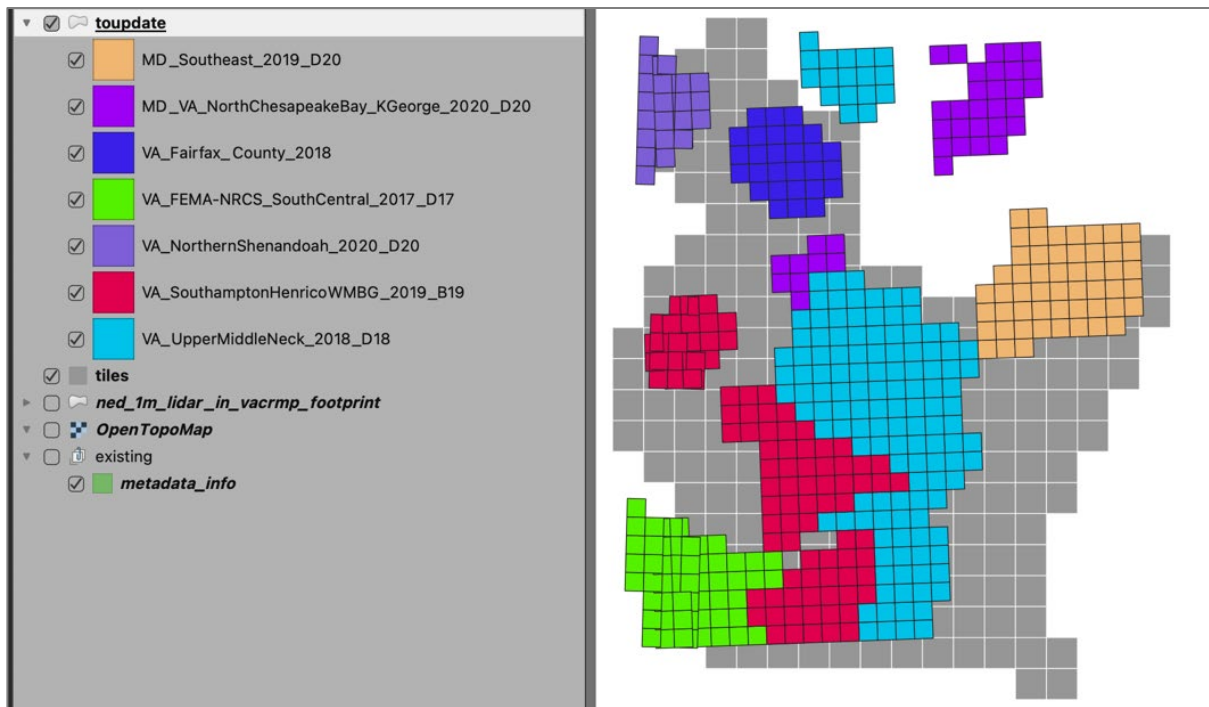 toupdate
MD_Southeast_2019_D20
MD_VA_NorthChesapeakeBay_KGeorge_2020_D20
VA_Fairfax_County_2018
VA_FEMA-NRCS_SouthCentral_2017_D17
VA_NorthernShenandoah_2020_D20
VA_SouthamptonHenricoWMBG_2019_B19
VA_UpperMiddleNeck_2018_D18
tiles
ned_1m_lidar_in_vacrmp_footprint
OpenTopoMap
existing
metadata_info